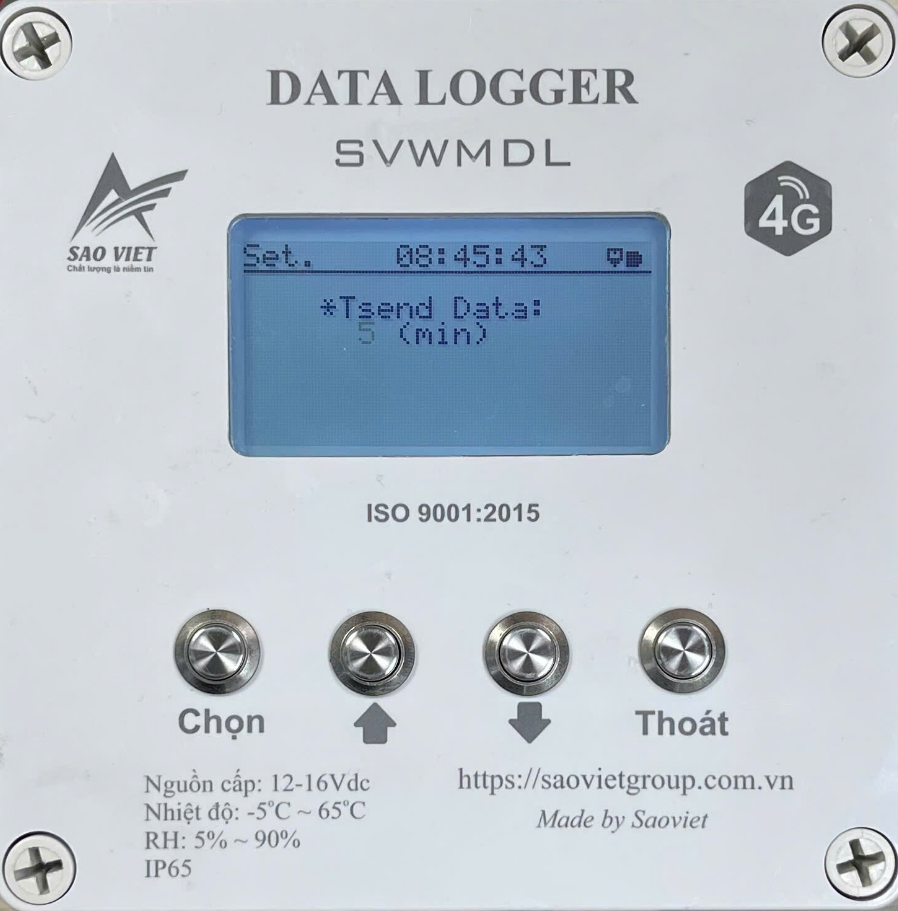 DATA LOGGER
SVWMDL
SAO VIET
Chất lượng là niềm tin
4G
Set. 08:45:43
*Tsend Data:
5 (min)
ISO 9001:2015
Chọn
Thoát
Nguồn cấp: 12-16Vdc
Nhiệt độ: -5°C ~ 65°C
RH: 5% ~ 90%
IP65
https://saovietgroup.com.vn
Made by Saoviet